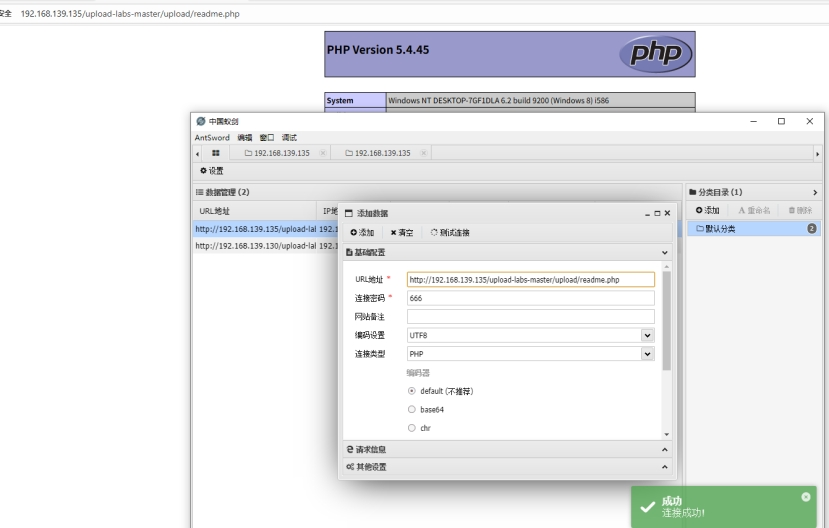 安全 192.168.139.135/upload-labs-master/upload/readme.php
PHP Version 5.4.45
php
System Windows NT DESKTOP-7GF1DLA 6.2 build 9200 (Windows 8) i586
中国蚁剑
AntSword 编辑 窗口 调试
192.168.139.135 192.168.139.135
设置
数据管理 (2)
分类目录 (1)
URL地址 IP地
添加 重命名 删除
http://192.168.139.135/upload-lal 192.1
默认分类 2
http://192.168.139.130/upload-lal 192.1
添加数据
添加 清空 测试连接
基础配置
URL地址 * http://192.168.139.135/upload-labs-master/upload/readme.php
连接密码 * 666
网站备注
编码设置 UTF8
连接类型 PHP
编码器
default (不推荐)
base64
chr
请求信息
其他设置
成功
连接成功!